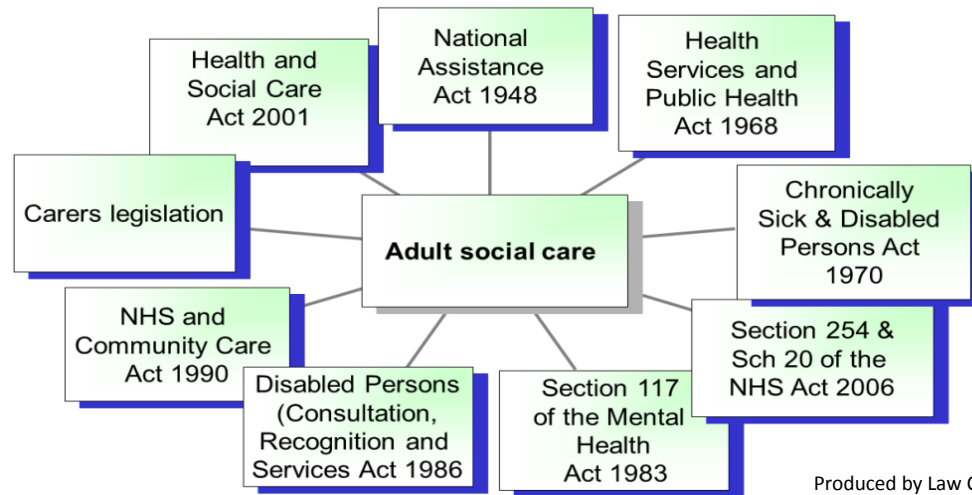 National
Assistance
Act 1948
Health
Services and
Public Health
Act 1968
Health and
Social Care
Act 2001
Chronically
Sick & Disabled
Persons Act
1970
Carers legislation
Adult social care
NHS and
Community Care
Act 1990
Section 254 &
Sch 20 of the
NHS Act 2006
Disabled Persons
(Consultation,
Recognition and
Services Act 1986
Section 117
of the Mental
Health
Act 1983
Produced by Law